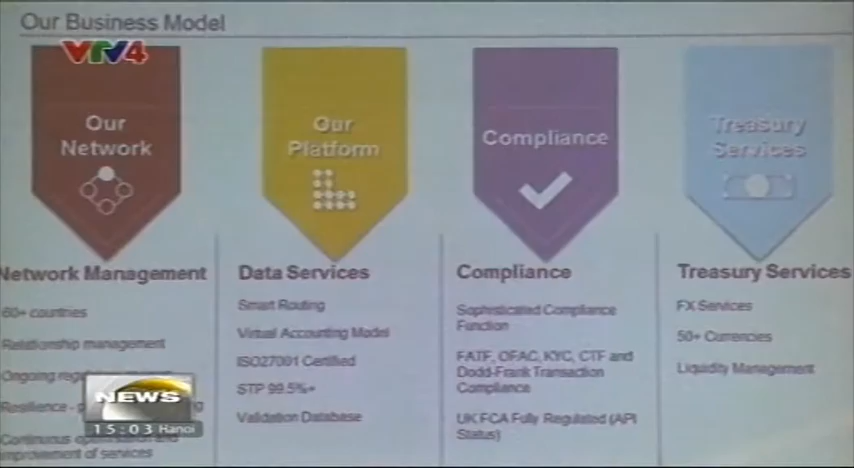 Our Business Model
VTV4
Our
Network
Our
Platform
Compliance
Treasury
Services
Network Management
60+ countries
Relationship management
Ongoing
Resilience -
Continuous
improvement of services
Data Services
Smart Routing
Virtual Accounting Model
ISO27001 Certified
STP 99.5%+
Validation Database
Compliance
Sophisticated Compliance
Function
FATF, OFAC, KYC, CTF and
Dodd-Frank Transaction
Compliance
UK FCA Fully Regulated (API
Status)
Treasury Services
FX Services
50+ Currencies
Liquidity Management
NEWS
15:03 Hanoi